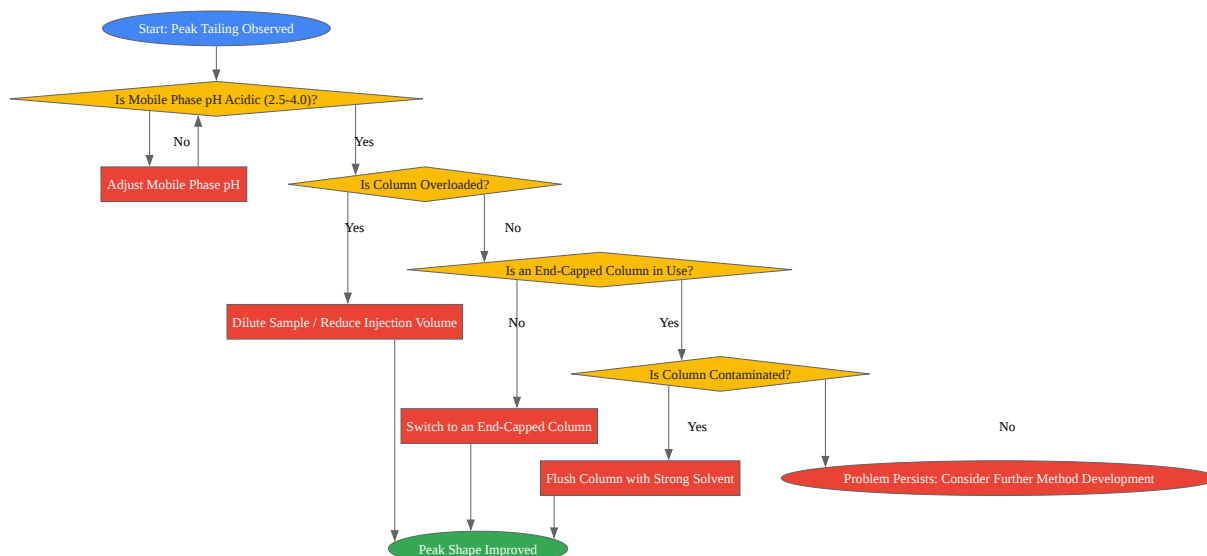 Start: Peak Tailing Observed
Is Mobile Phase pH Acidic (2.5-4.0)?
No
Yes
Adjust Mobile Phase pH
Is Column Overloaded?
Yes
No
Is an End-Capped Column in Use?
Dilute Sample / Reduce Injection Volume
No
Yes
Is Column Contaminated?
Switch to an End-Capped Column
Yes
No
Flush Column with Strong Solvent
Problem Persists: Consider Further Method Development
Peak Shape Improved